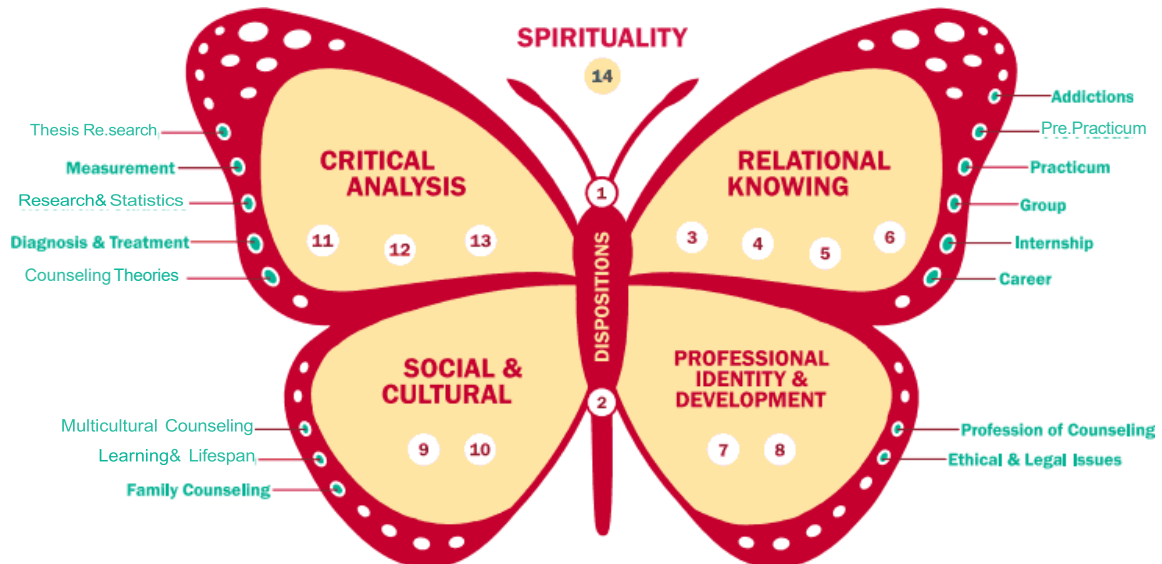 SPIRITUALITY
14
CRITICAL
ANALYSIS
11
12
13
RELATIONAL
KNOWING
3
4
5
6
1
DISPOSITIONS
2
SOCIAL &
CULTURAL
9
10
PROFESSIONAL
IDENTITY &
DEVELOPMENT
7
8
Thesis Re.search,
Measurement
Research& Statistics
Diagnosis & Treatment
Counseling Theories
Addictions
Pre.Practicum
Practicum
Group
Internship
Career
Multicultural Counseling
Learning& Lifespan,
Family Counseling
Profession of Counseling
Ethical & Legal Issues